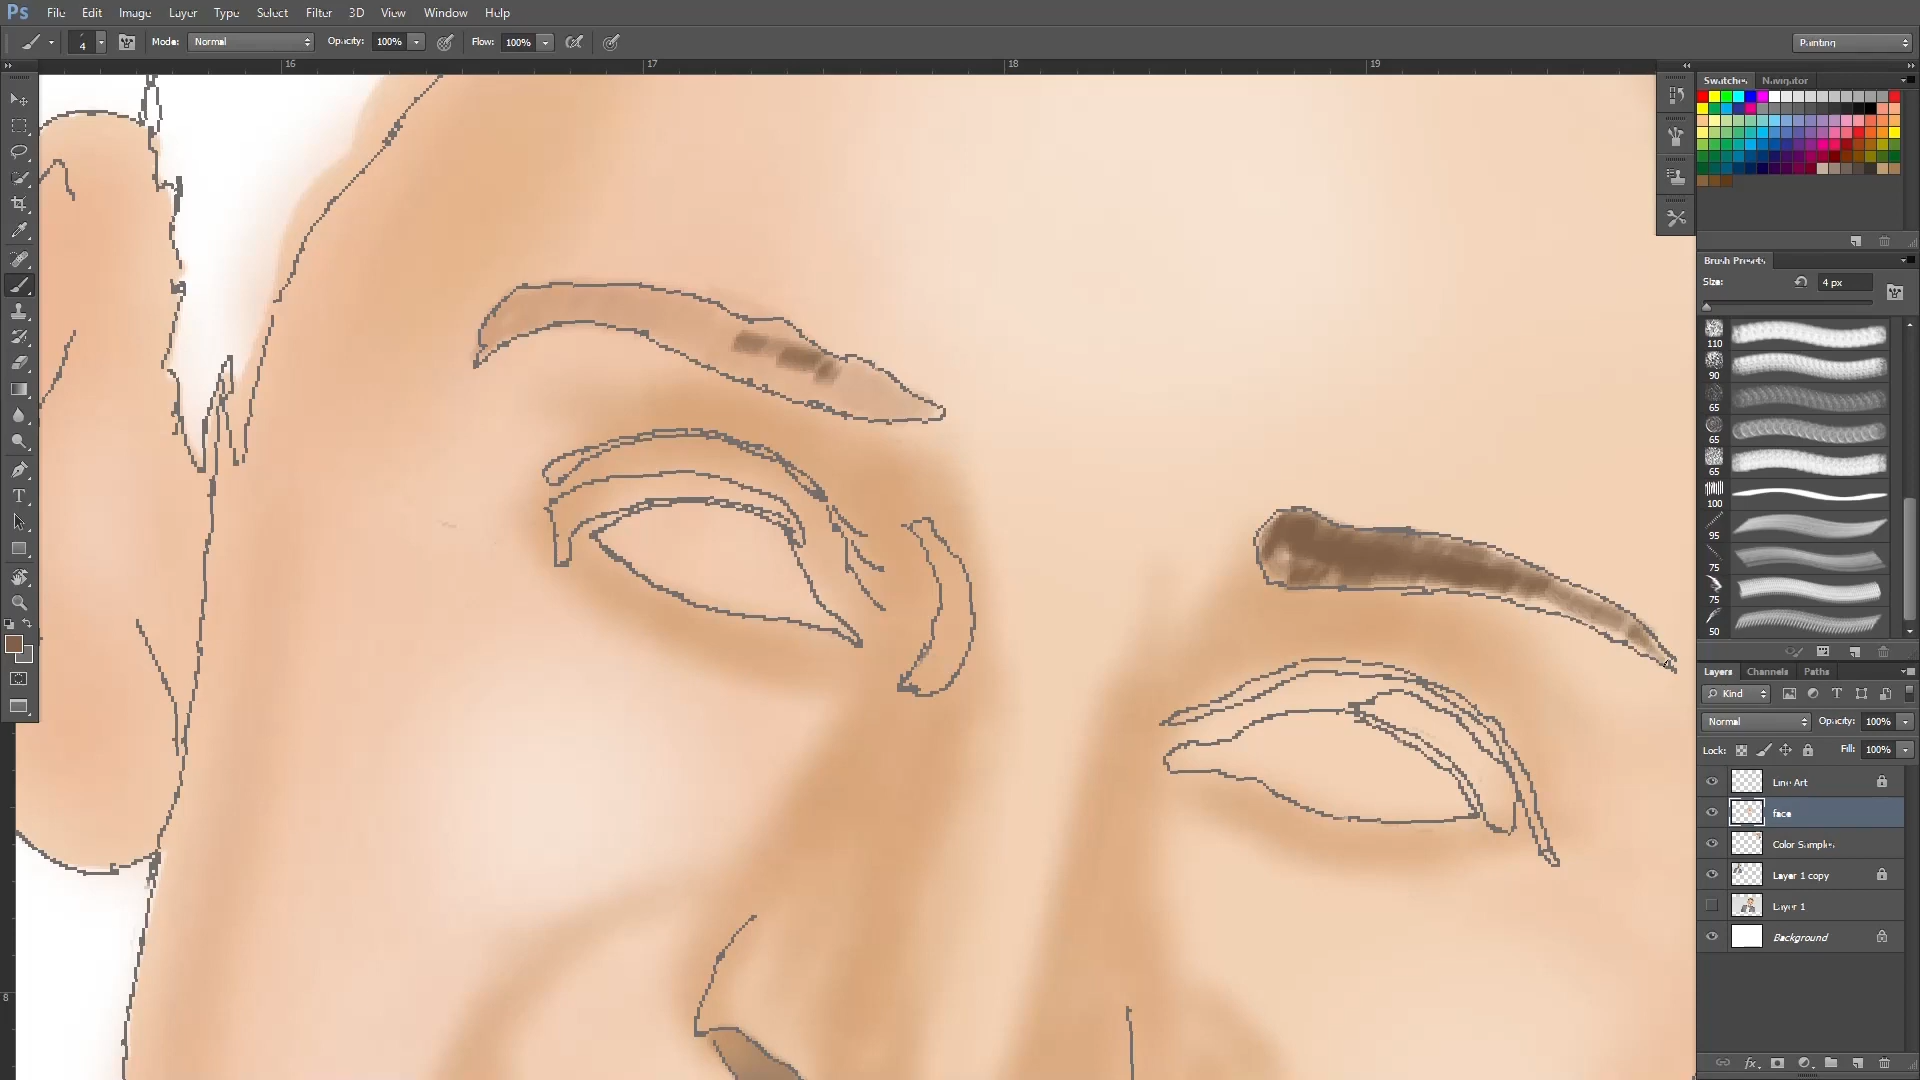 Ps File Edit Image Layer Type Select Filter 3D View Window Help
4 Mode: Normal Opacity: 100% Flow: 100% Painting
16 17 18 19
Swatches Navigator
Brush Presets
Size: 4 px
110
90
65
65
65
100
95
75
75
50
Layers Channels Paths
Kind
Normal Opacity: 100%
Lock: Fill: 100%
Line Art
face
Color Samples
Layer 1 copy
Layer 1
Background
8